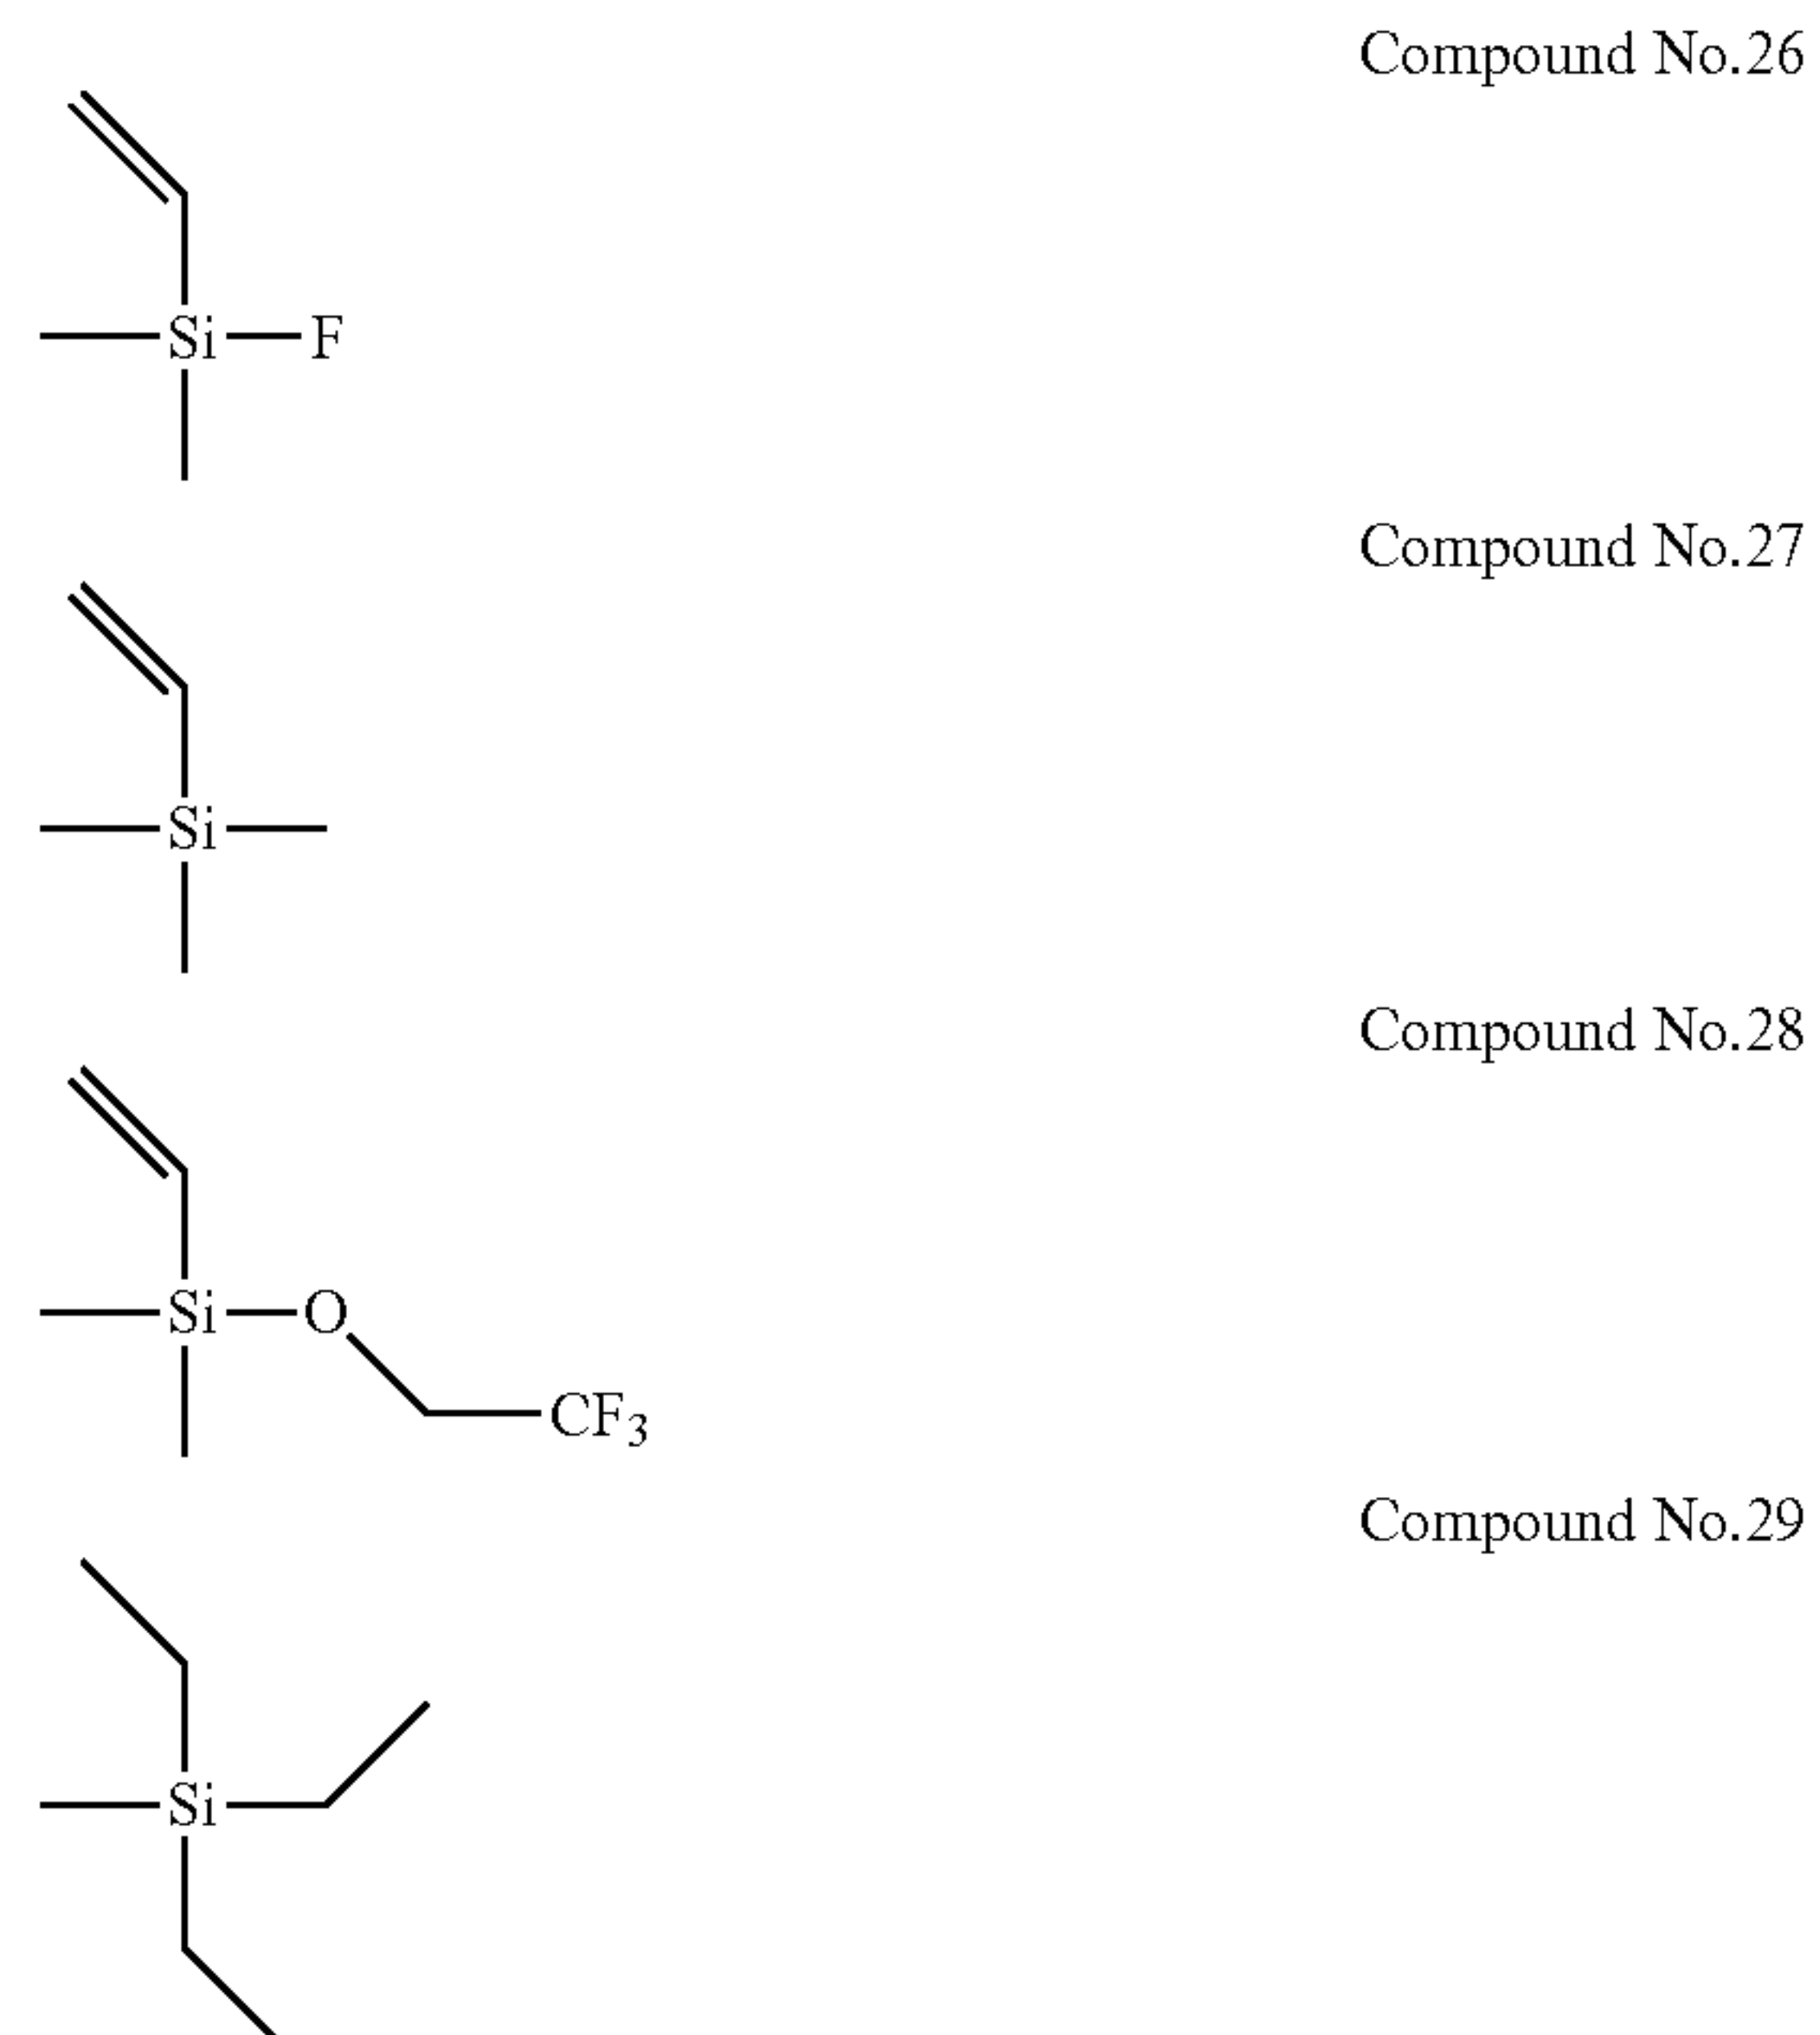 Compound No.26
Si F
Compound No.27
Si
Compound No.28
Si O
CF₃
Compound No.29
Si